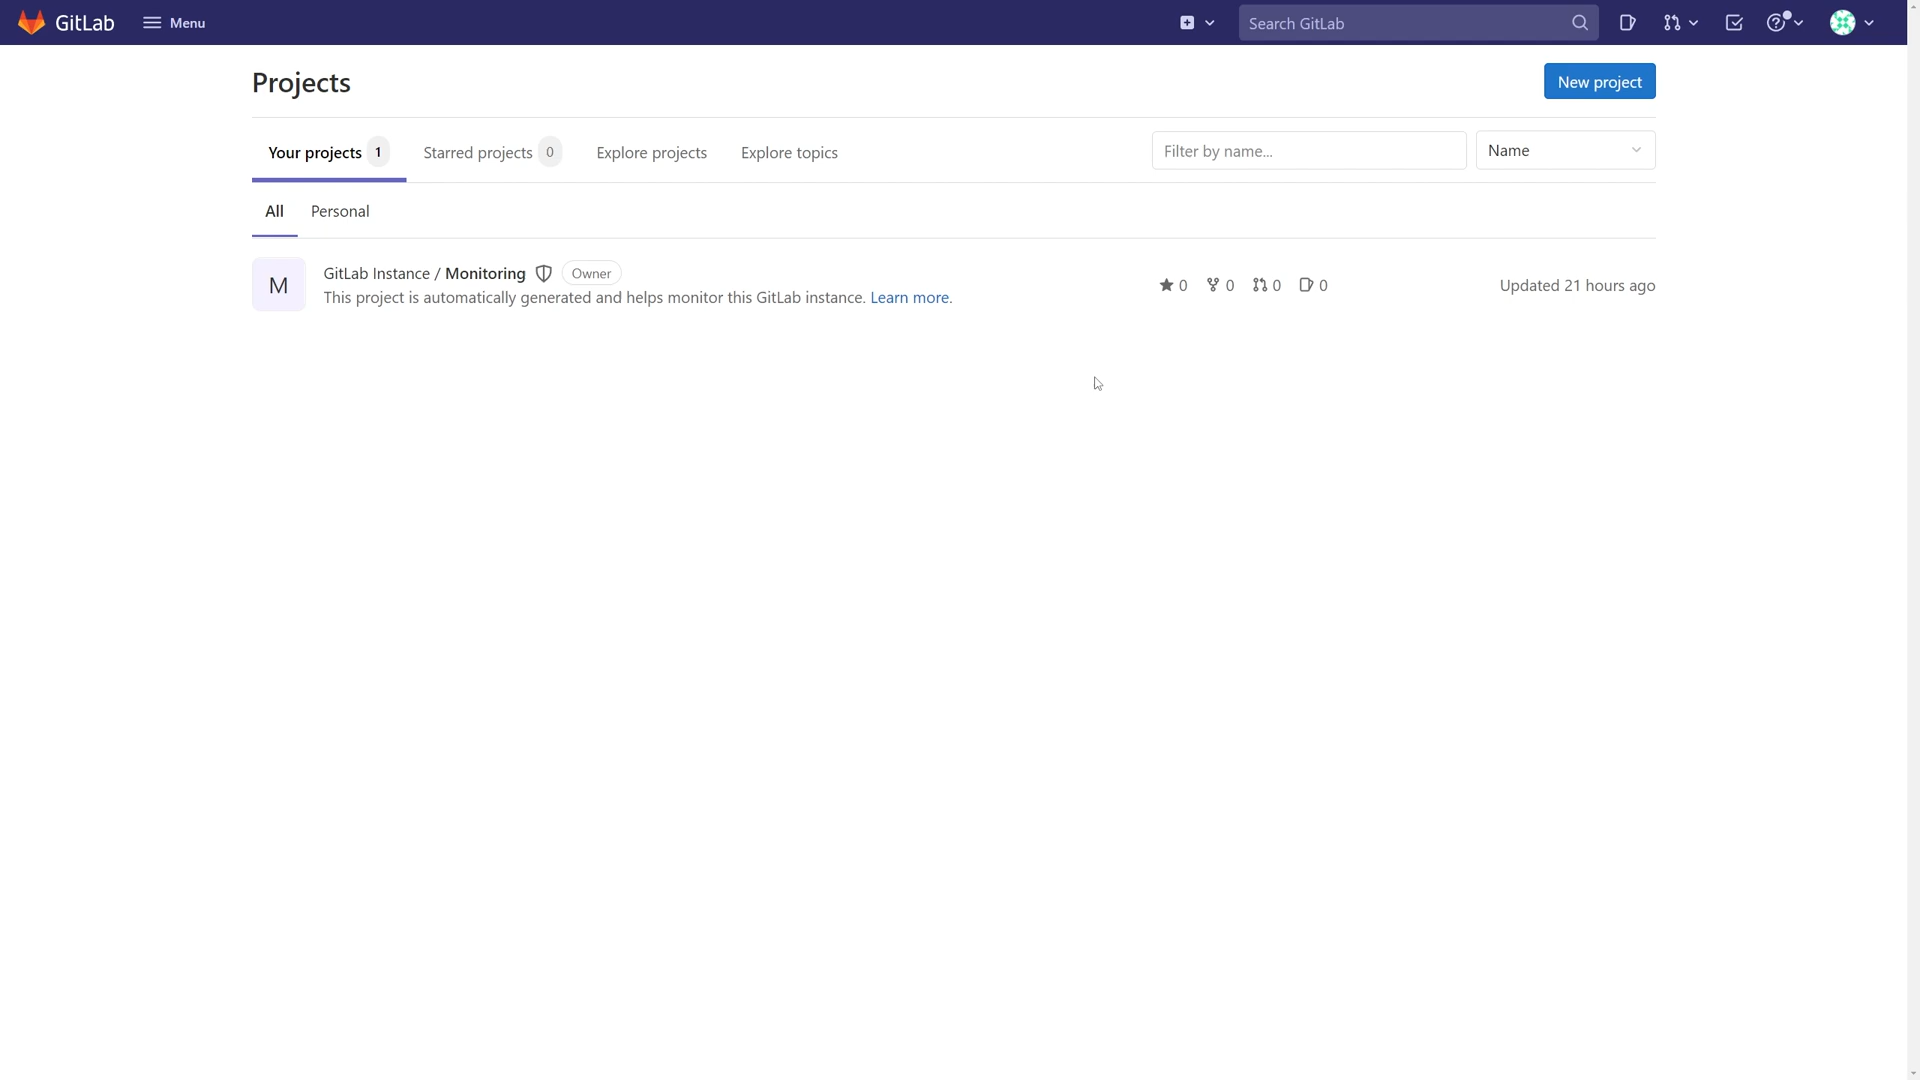 GitLab Menu Search GitLab
Projects New project
Your projects 1 Starred projects 0 Explore projects Explore topics Filter by name... Name
All Personal
M GitLab Instance / Monitoring Owner
This project is automatically generated and helps monitor this GitLab instance. Learn more.
0 0 0 0 Updated 21 hours ago